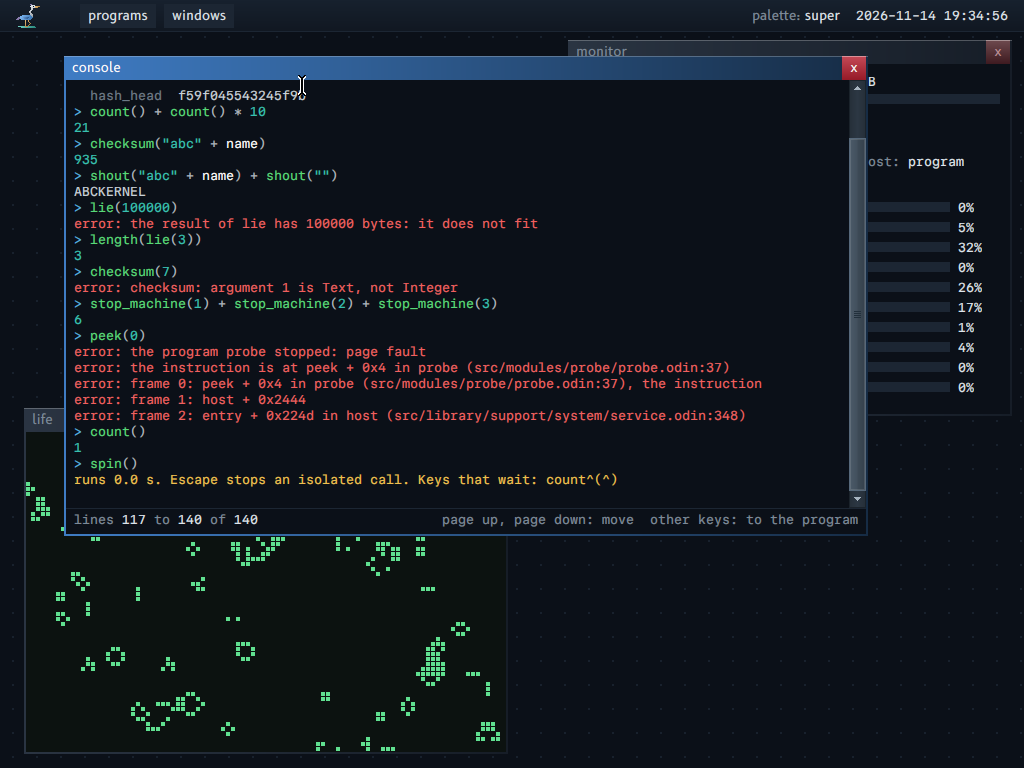 programs windows palette: super 2026-11-14 19:34:56
monitor x
console x
B
hash_head
> count() + count() * 10
21
> checksum("abc" + name)
935
> shout("abc" + name) + shout("")
ABCKERNEL
> lie(100000)
error: the result of lie has 100000 bytes: it does not fit
> length(lie(3))
3
> checksum(7)
error: checksum: argument 1 is Text, not Integer
> stop_machine(1) + stop_machine(2) + stop_machine(3)
6
> peek(0)
error: the program probe stopped: page fault
error: the instruction is at peek + 0x4 in probe (src/modules/probe/probe.odin:37)
error: frame 0: peek + 0x4 in probe (src/modules/probe/probe.odin:37), the instruction
error: frame 1: host + 0x2444
error: frame 2: entry + 0x224d in host (src/library/support/system/service.odin:348)
> count()
1
> spin()
runs 0.0 s. Escape stops an isolated call. Keys that wait: count^(^)
lines 117 to 140 of 140 page up, page down: move other keys: to the program
ost: program
0%
5%
32%
0%
26%
17%
1%
4%
0%
0%
life